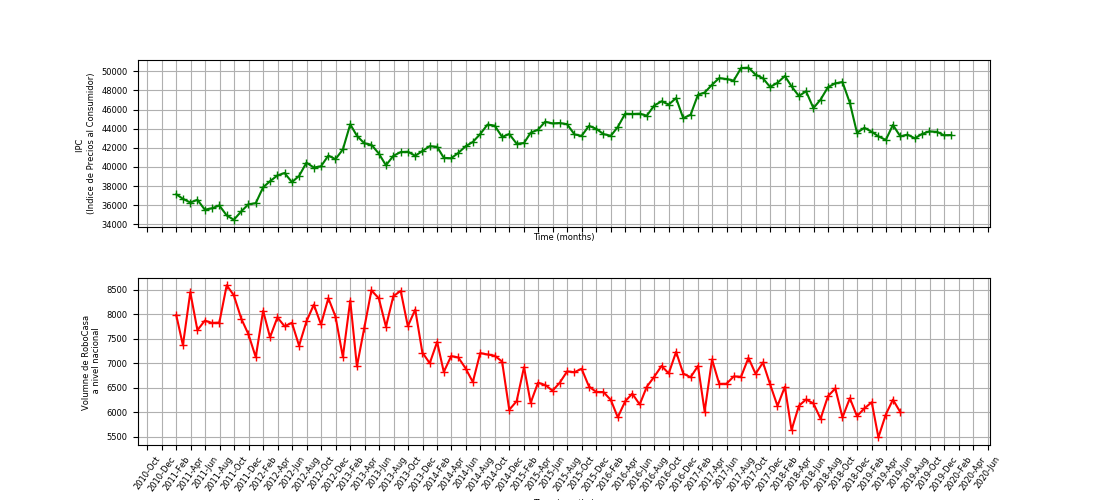 50000
48000
46000
44000
42000
40000
38000
36000
34000
IPC
(Indice de Precios al Consumidor)
Time (months)
8500
8000
7500
7000
6500
6000
5500
Volumne de RoboCasa
a nivel nacional
2010-Oct
2010-Dec
2011-Feb
2011-Apr
2011-Jun
2011-Aug
2011-Oct
2011-Dec
2012-Feb
2012-Apr
2012-Jun
2012-Aug
2012-Oct
2012-Dec
2013-Feb
2013-Apr
2013-Jun
2013-Aug
2013-Oct
2013-Dec
2014-Feb
2014-Apr
2014-Jun
2014-Aug
2014-Oct
2014-Dec
2015-Feb
2015-Apr
2015-Jun
2015-Aug
2015-Oct
2015-Dec
2016-Feb
2016-Apr
2016-Jun
2016-Aug
2016-Oct
2016-Dec
2017-Feb
2017-Apr
2017-Jun
2017-Aug
2017-Oct
2017-Dec
2018-Feb
2018-Apr
2018-Jun
2018-Aug
2018-Oct
2018-Dec
2019-Feb
2019-Apr
2019-Jun
2019-Aug
2019-Oct
2019-Dec
2020-Feb
2020-Apr
2020-Jun